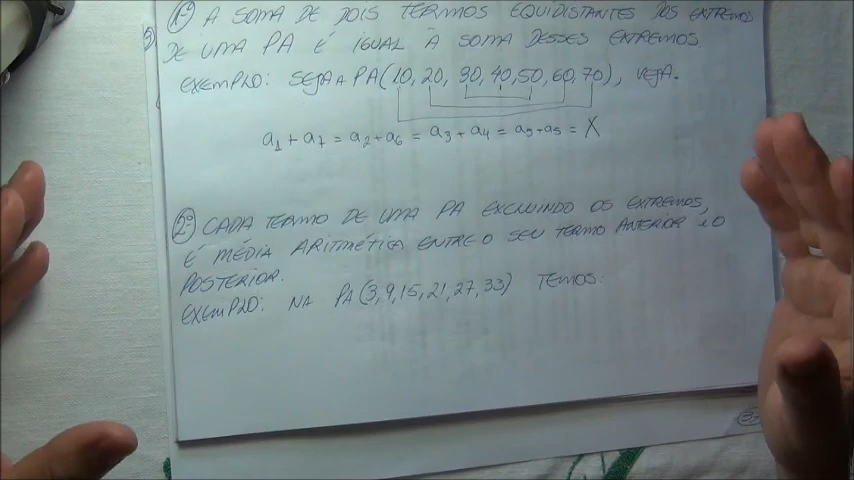 1º A SOMA DE DOIS TERMOS EQUIDISTANTES DOS EXTREMOS
DE UMA PA É IGUAL À SOMA DESSES EXTREMOS.
EXEMPLO: SEJA A PA(10, 20, 30, 40, 50, 60, 70), VEJA.
a1 + a7 = a2 + a6 = a3 + a4 = a5 + a5 = X
2º CADA TERMO DE UMA PA EXCLUINDO OS EXTREMOS,
É MÉDIA ARITMÉTICA ENTRE O SEU TERMO ANTERIOR E O
POSTERIOR.
EXEMPLO: NA PA(3, 9, 15, 21, 27, 33) TEMOS: